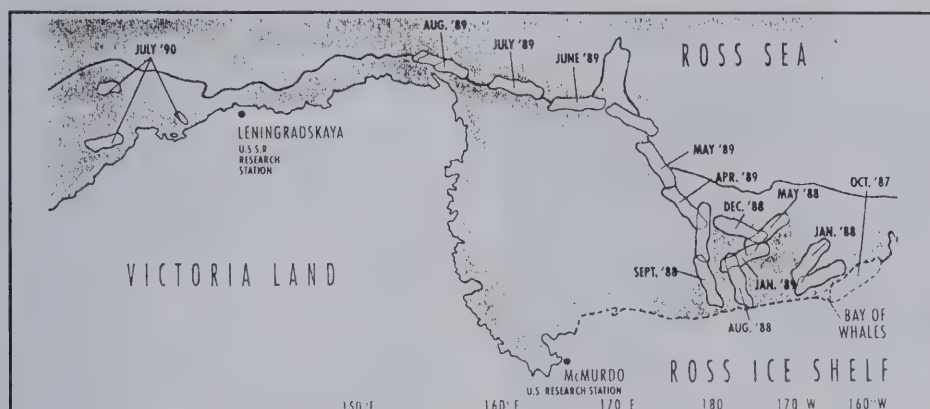 AUG. '89
JULY '90
JULY '89
JUNE '89
ROSS SEA
LENINGRADSKAYA
U.S S.R
RESEARCH
STATION
MAY '89
APR. '89
OCT. '87
DEC. '88
MAY '88
JAN. '88
VICTORIA LAND
SEPT. '88
JAN. '89
AUG. '88
BAY OF
WHALES
McMURDO
U.S RESEARCH STATION
ROSS ICE SHELF
150°E 160°E 170 E 180 170 W 160°W